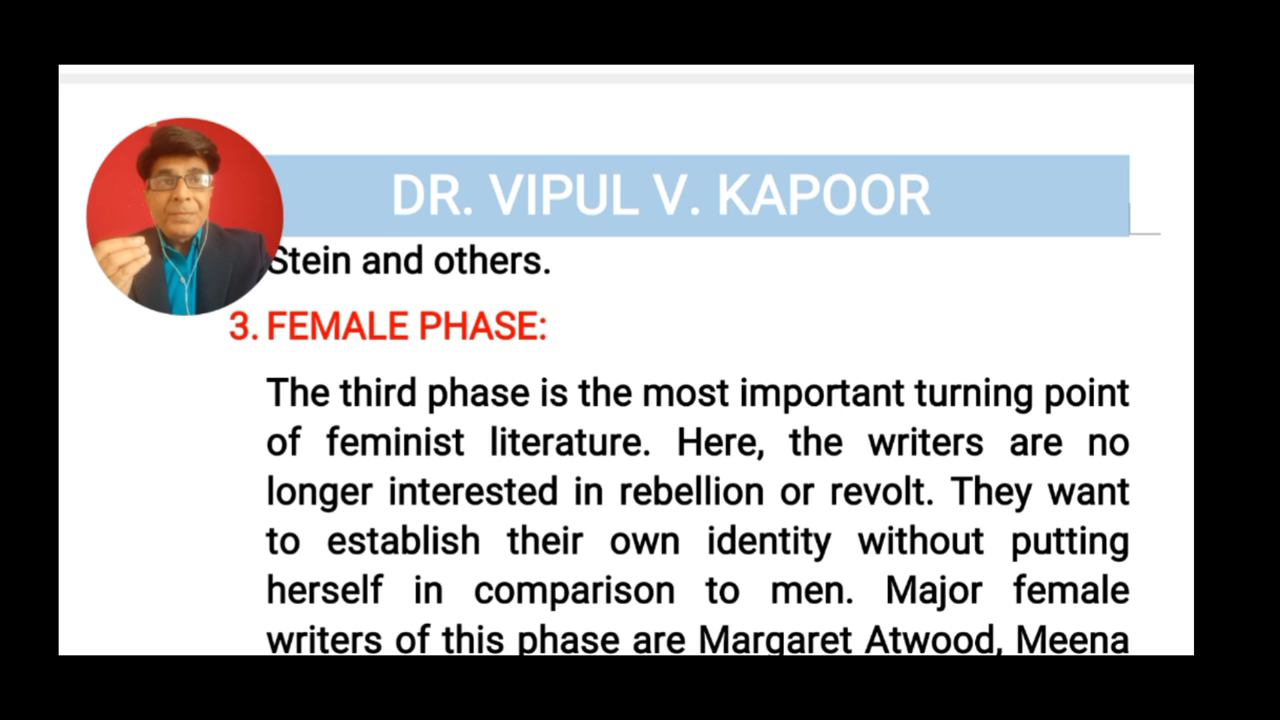 DR. VIPUL V. KAPOOR
Stein and others.
3. FEMALE PHASE:
The third phase is the most important turning point
of feminist literature. Here, the writers are no
longer interested in rebellion or revolt. They want
to establish their own identity without putting
herself in comparison to men. Major female
writers of this phase are Margaret Atwood, Meena